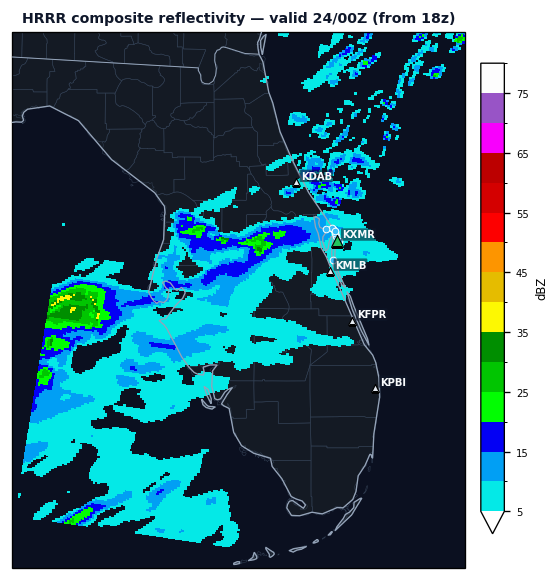 HRRR composite reflectivity — valid 24/00Z (from 18z)
75
65
55
45
35
25
15
5
dBZ
KDAB
KXMR
KMLB
KFPR
KPBI